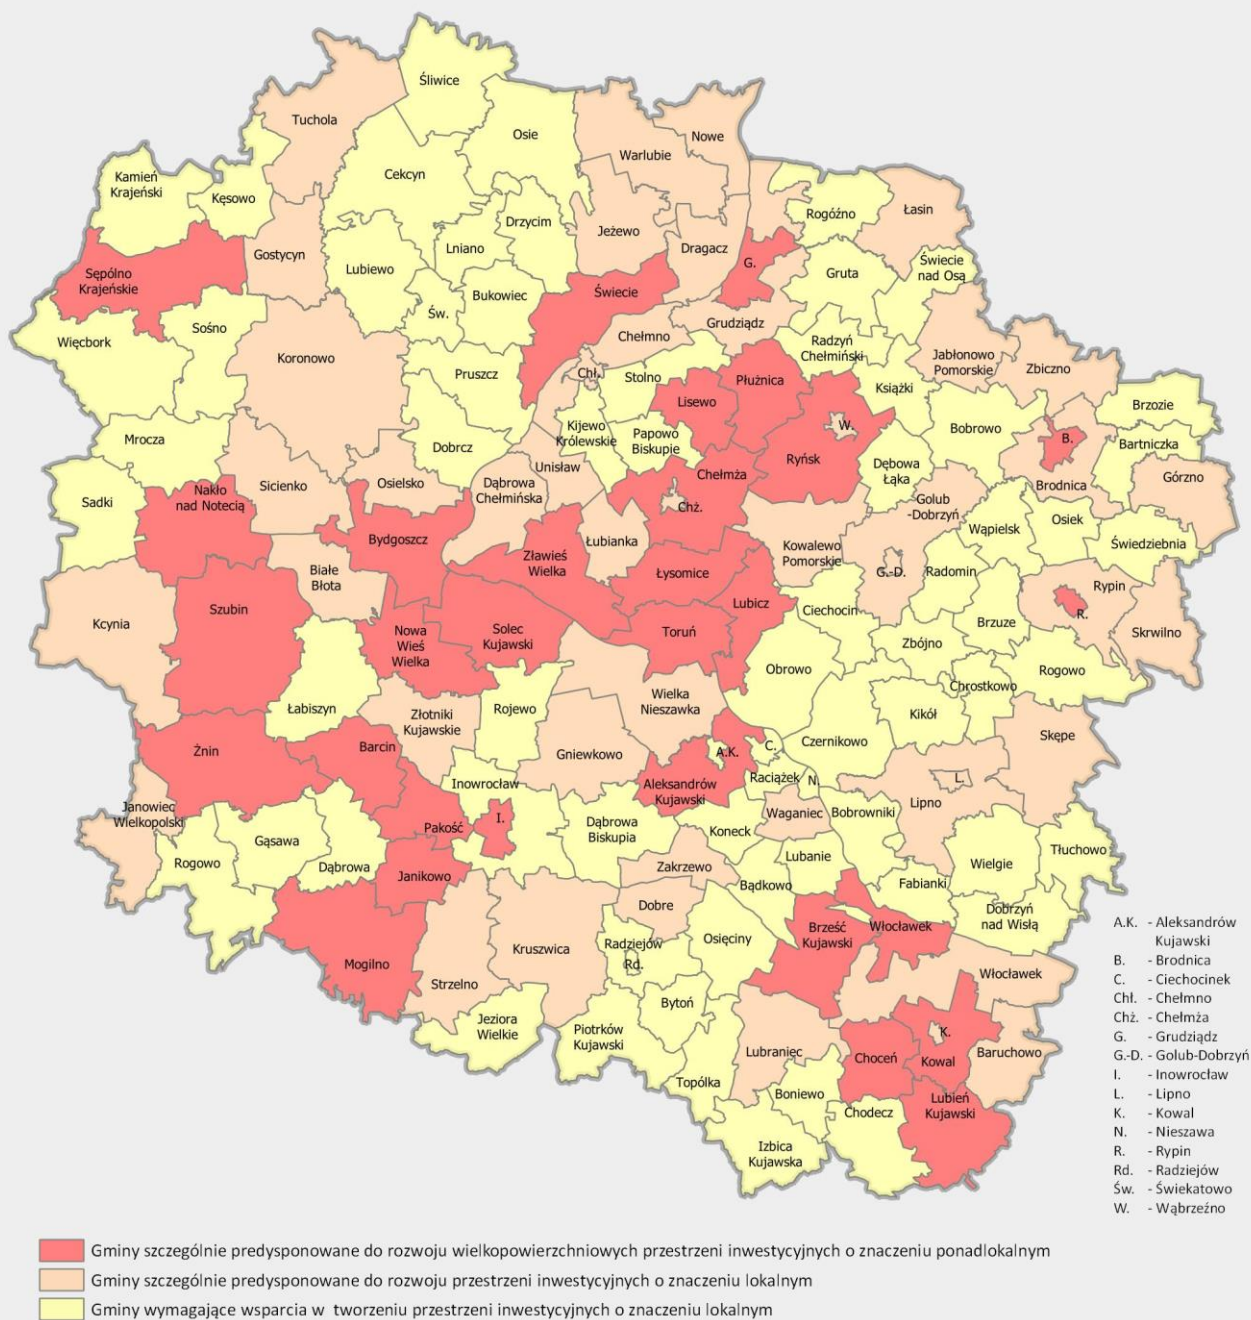 Śliwice
Tuchola
Osie
Nowe
Warlubie
Kamień
Krajeński
Cekcyn
Kęsowo
Łasin
Rogóźno
Drzycim
Jeżewo
Lniano
Dragacz
Gostycyn
Świecie
nad Osą
G.
Lubiewo
Gruta
Sępólno
Krajeńskie
Bukowiec
Świecie
Św.
Sośno
Grudziądz
Chełmno
Więcbork
Radzyń
Chełmiński
Jabłonowo
Pomorskie
Koronowo
Zbiczno
Pruszcz
Chł.
Stolno
Płużnica
Książki
Lisewo
Brzozie
Kijewo
Królewskie
W.
Bobrowo
Mrocza
Papowo
Biskupie
B.
Bartniczka
Dobrcz
Ryńsk
Unisław
Dębowa
Łąka
Chełmża
Górzno
Osielsko
Dąbrowa
Chełmińska
Sicienko
Brodnica
Nakło
nad Notecią
Golub
-Dobrzyń
Sadki
Chż.
Osiek
Wąpielsk
Bydgoszcz
Łubianka
Świedziebnia
Kowalewo
Pomorskie
Zławieś
Wielka
Białe
Błota
Łysomice
G.-D.
Radomin
Rypin
Lubicz
Szubin
Ciechocin
R.
Kcynia
Brzuze
Nowa
Wieś
Wielka
Solec
Kujawski
Toruń
Skrwilno
Zbójno
Obrowo
Rogowo
Chrostkowo
Wielka
Nieszawka
Łabiszyn
Rojewo
Złotniki
Kujawskie
Kikół
Skępe
Czernikowo
Barcin
Żnin
Gniewkowo
A.K.
C.
Inowrocław
Aleksandrów
Kujawski
Raciążek
N.
L.
Lipno
Janowiec
Wielkopolski
I.
Waganiec
Bobrowniki
Pakość
Dąbrowa
Biskupia
Koneck
Gąsawa
Tłuchowo
Rogowo
Dąbrowa
Zakrzewo
Lubanie
Wielgie
Janikowo
Bądkowo
Fabianki
Dobre
Dobrzyń
nad Wisłą
Brześć
Kujawski
Włocławek
Osięciny
Kruszwica
Radziejów
Mogilno
Rd.
Włocławek
Strzelno
Bytoń
Jeziora
Wielkie
Piotrków
Kujawski
K.
Lubraniec
Choceń
Kowal
Baruchowo
Topólka
Boniewo
Lubień
Kujawski
Chodecz
Izbica
Kujawska
A.K. - Aleksandrów
Kujawski
B. - Brodnica
C. - Ciechocinek
Chł. - Chełmno
Chż. - Chełmża
G. - Grudziądz
G.-D. - Golub-Dobrzyń
I. - Inowrocław
L. - Lipno
K. - Kowal
N. - Nieszawa
R. - Rypin
Rd. - Radziejów
Św. - Świekatowo
W. - Wąbrzeźno
Gminy szczególnie predysponowane do rozwoju wielkopowierzchniowych przestrzeni inwestycyjnych o znaczeniu ponadlokalnym
Gminy szczególnie predysponowane do rozwoju przestrzeni inwestycyjnych o znaczeniu lokalnym
Gminy wymagające wsparcia w tworzeniu przestrzeni inwestycyjnych o znaczeniu lokalnym